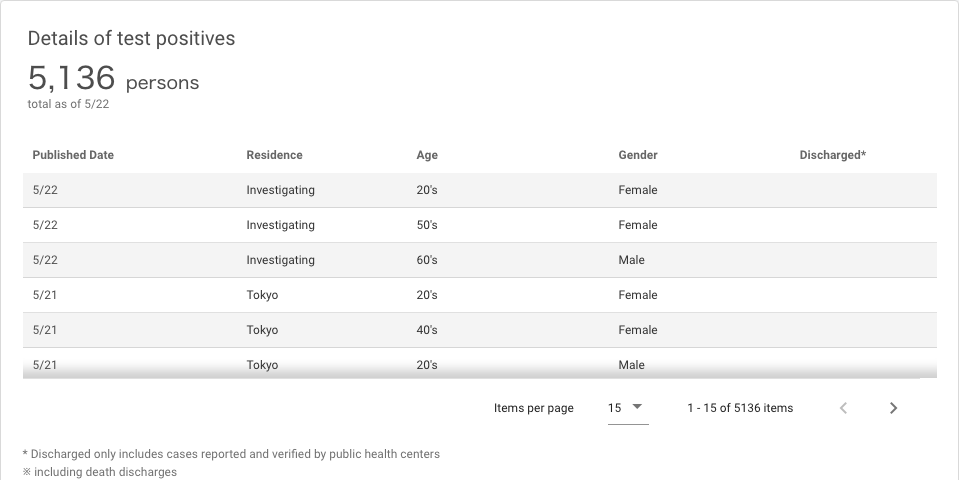 Details of test positives
5,136 persons
total as of 5/22
Published Date Residence Age Gender Discharged*
5/22 Investigating 20's Female
5/22 Investigating 50's Female
5/22 Investigating 60's Male
5/21 Tokyo 20's Female
5/21 Tokyo 40's Female
5/21 Tokyo 20's Male
Items per page 15 1 - 15 of 5136 items
* Discharged only includes cases reported and verified by public health centers
※ including death discharges